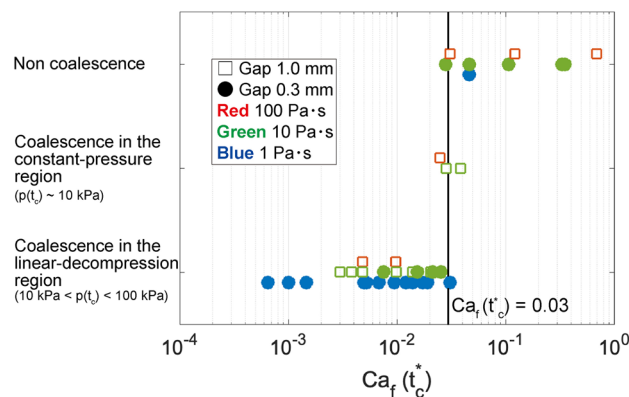 Non coalescence
Coalescence in the
constant-pressure
region
(p(tc) ~ 10 kPa)
Coalescence in the
linear-decompression
region
(10 kPa < p(tc) < 100 kPa)
Gap 1.0 mm
Gap 0.3 mm
Red 100 Pa·s
Green 10 Pa·s
Blue 1 Pa·s
Caf (tc*) = 0.03
10-4 10-3 10-2 10-1 100
Caf (tc*)